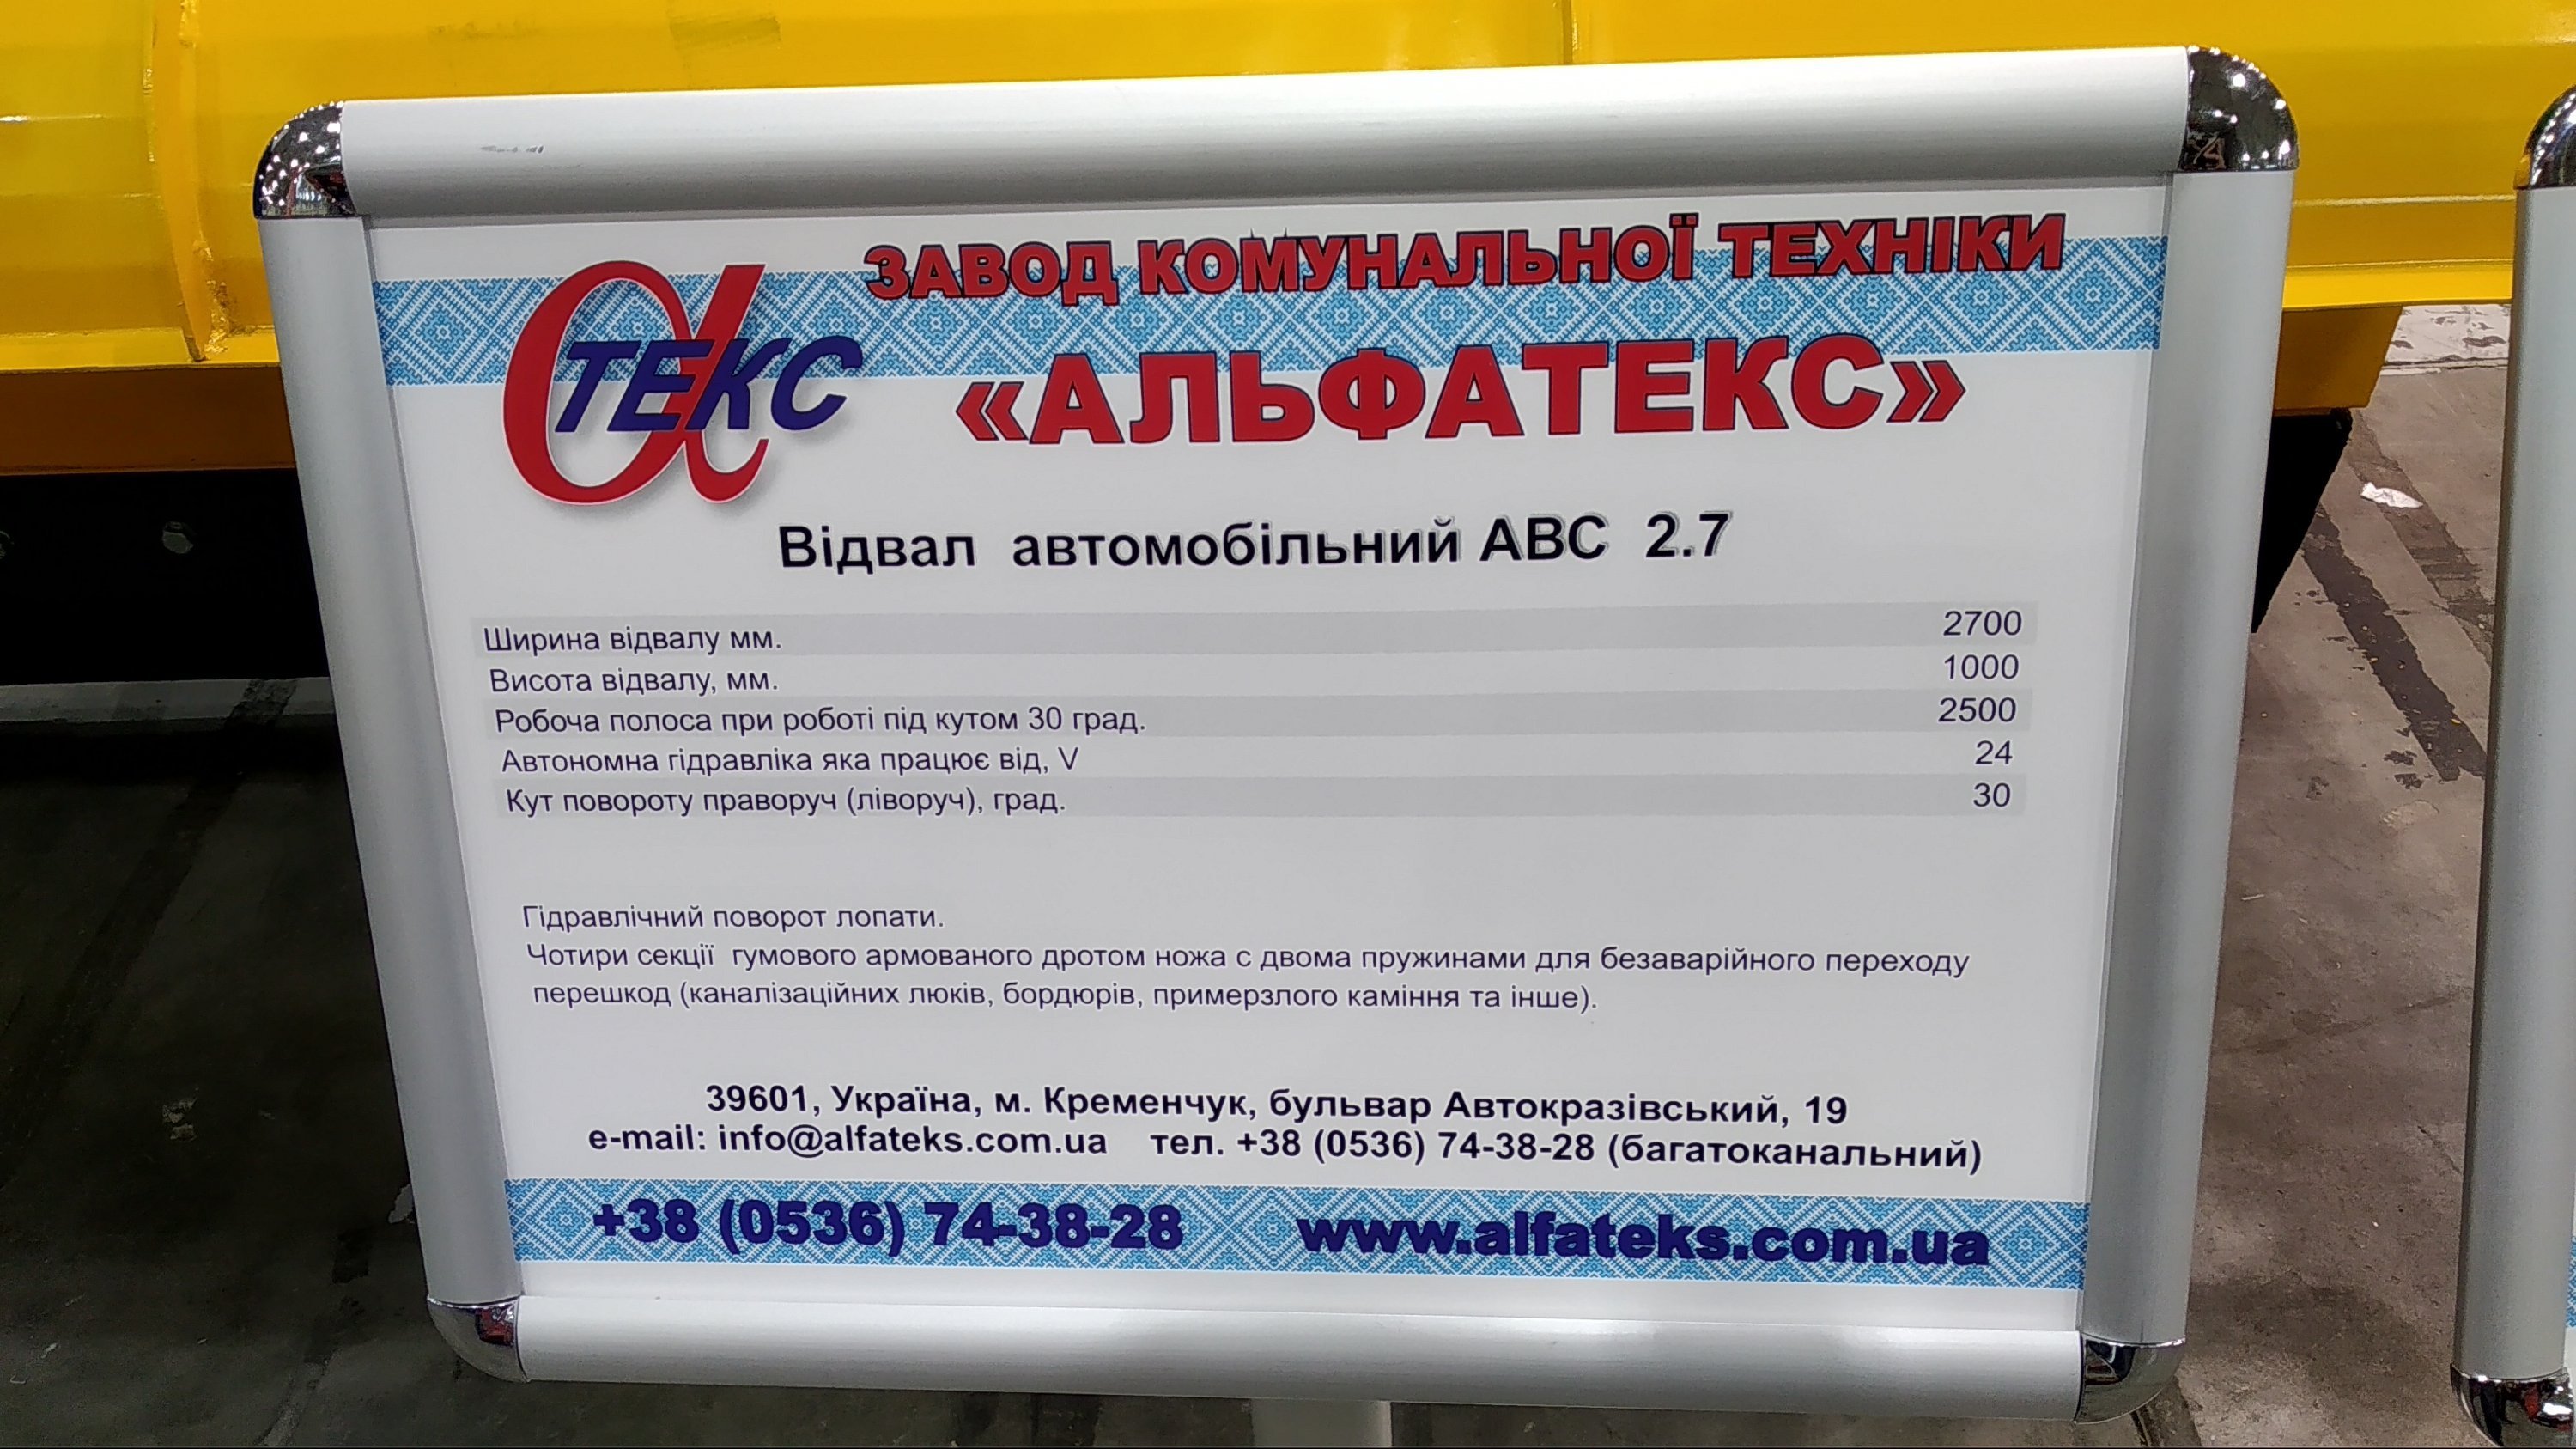 ЗАВОД КОМУНАЛЬНОЇ ТЕХНІКИ
αТЕКС «АЛЬФАТЕКС»
Відвал автомобільний АВС 2.7
Ширина відвалу мм. 2700
Висота відвалу, мм. 1000
Робоча полоса при роботі під кутом 30 град. 2500
Автономна гідравліка яка працює від, V 24
Кут повороту праворуч (ліворуч), град. 30
Гідравлічний поворот лопати.
Чотири секції гумового армованого дротом ножа с двома пружинами для безаварійного переходу
перешкод (каналізаційних люків, бордюрів, примерзлого каміння та інше).
39601, Україна, м. Кременчук, бульвар Автокразівський, 19
e-mail: info@alfateks.com.ua тел. +38 (0536) 74-38-28 (багатоканальний)
+38 (0536) 74-38-28 www.alfateks.com.ua